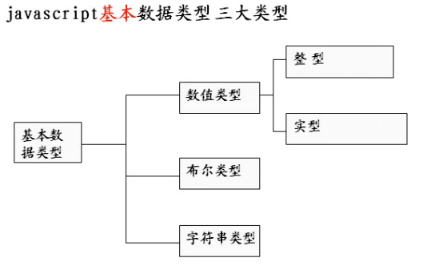 javascript基本数据类型 三大类型
整 型
数值类型
实型
基本数
据类型
布尔类型
字符串类型